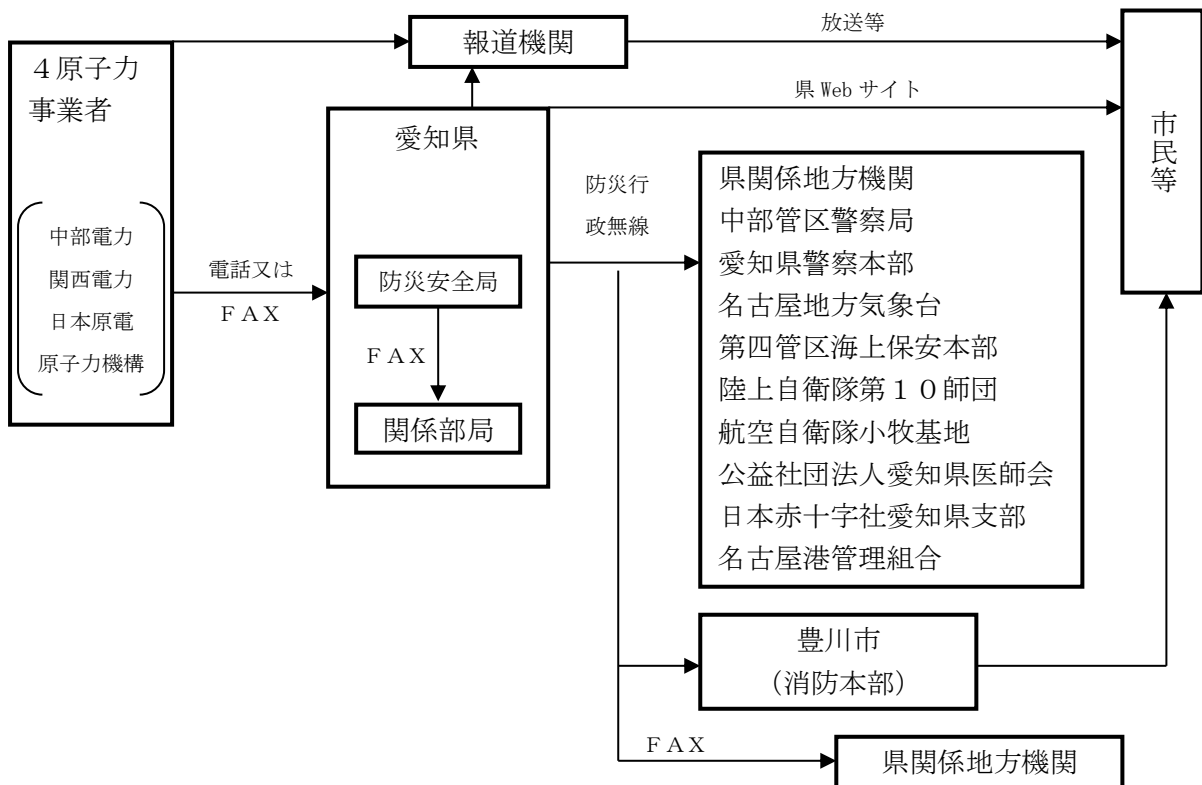 ４原子力
事業者
中部電力
関西電力
日本原電
原子力機構
電話又は
ＦＡＸ
報道機関
放送等
県 Web サイト
愛知県
防災安全局
ＦＡＸ
関係部局
防災行
政無線
県関係地方機関
中部管区警察局
愛知県警察本部
名古屋地方気象台
第四管区海上保安本部
陸上自衛隊第１０師団
航空自衛隊小牧基地
公益社団法人愛知県医師会
日本赤十字社愛知県支部
名古屋港管理組合
豊川市
（消防本部）
ＦＡＸ
県関係地方機関
市民等